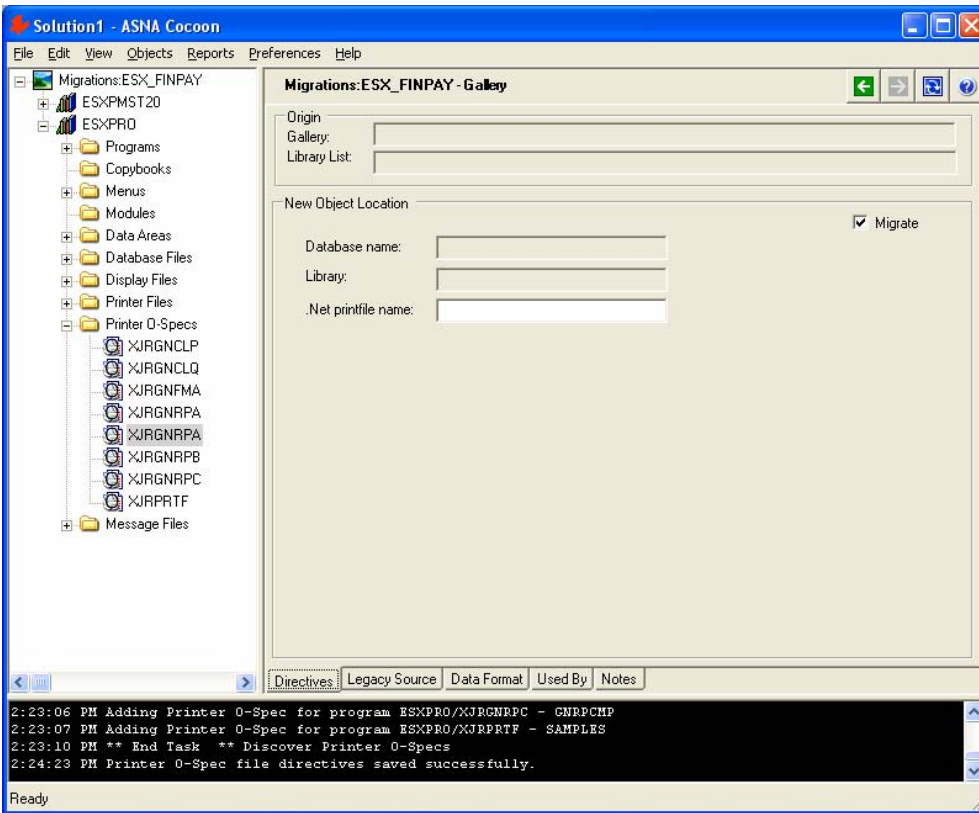 Solution1 - ASNA Cocoon
File Edit View Objects Reports Preferences Help
Migrations:ESX_FINPAY
ESXPMST20
ESXPRO
Programs
Copybooks
Menus
Modules
Data Areas
Database Files
Display Files
Printer Files
Printer O-Specs
XJRGNCLP
XJRGNCLQ
XJRGNFMA
XJRGNRPA
XJRGNRPA
XJRGNRPB
XJRGNRPC
XJRPRTF
Message Files
Migrations:ESX_FINPAY - Gallery
Origin
Gallery:
Library List:
New Object Location
Migrate
Database name:
Library:
.Net printfile name:
Directives Legacy Source Data Format Used By Notes
2:23:06 PM Adding Printer O-Spec for program ESXPRO/XJRGNRPC - GNRPCMP
2:23:07 PM Adding Printer O-Spec for program ESXPRO/XJRPRTF - SAMPLES
2:23:10 PM ** End Task ** Discover Printer O-Specs
2:24:23 PM Printer O-Spec file directives saved successfully.
Ready